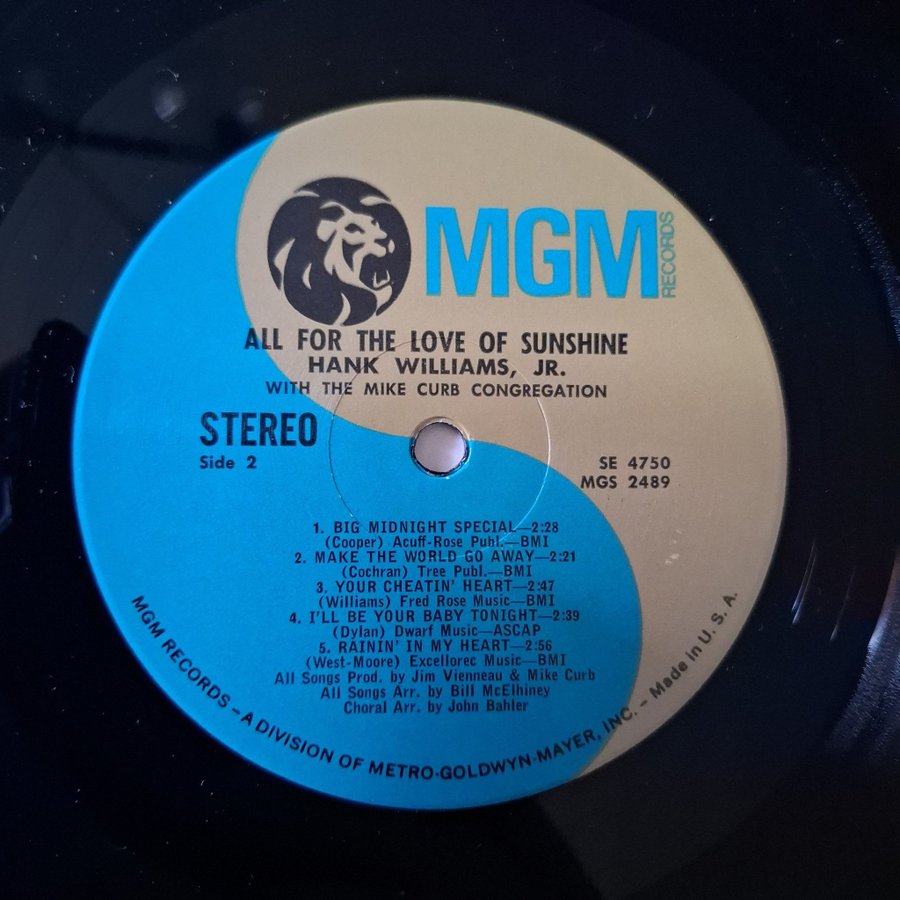 MGM
RECORDS
ALL FOR THE LOVE OF SUNSHINE
HANK WILLIAMS, JR.
WITH THE MIKE CURB CONGREGATION
STEREO
Side 2
SE 4750
MGS 2489
1. BIG MIDNIGHT SPECIAL—2:28
(Cooper) Acuff-Rose Publ.—BMI
2. MAKE THE WORLD GO AWAY—2:21
(Cochran) Tree Publ.—BMI
3. YOUR CHEATIN' HEART—2:47
(Williams) Fred Rose Music—BMI
4. I'LL BE YOUR BABY TONIGHT—2:39
(Dylan) Dwarf Music—ASCAP
5. RAININ' IN MY HEART—2:56
(West-Moore) Excellorec Music—BMI
All Songs Prod. by Jim Vienneau & Mike Curb
All Songs Arr. by Bill McElhiney
Choral Arr. by John Bahler
MGM RECORDS – A DIVISION OF METRO-GOLDWYN-MAYER, INC. – Made in U. S. A.